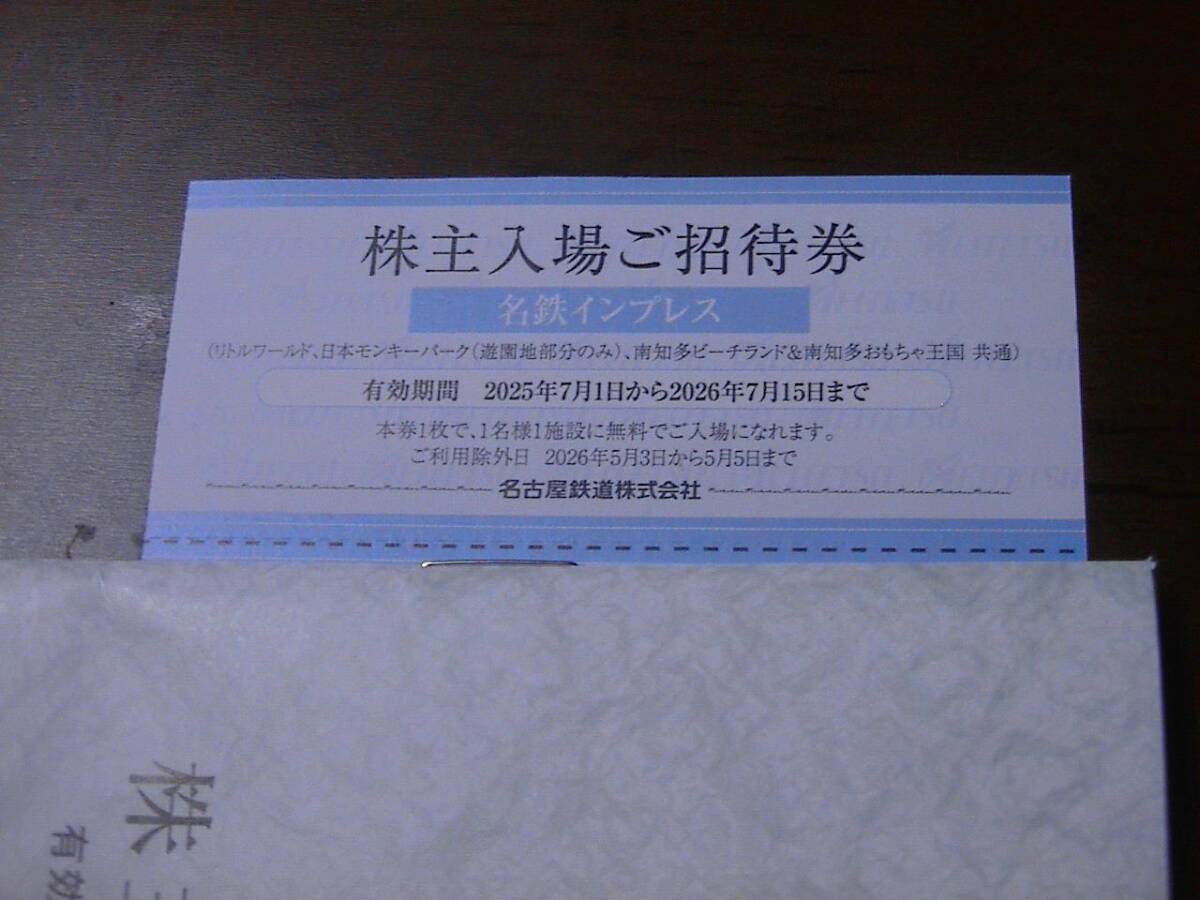 株主入場ご招待券
名鉄インプレス
(リトルワールド、日本モンキーパーク(遊園地部分のみ)、南知多ビーチランド&南知多おもちゃ王国 共通)
有効期間 2025年7月1日から2026年7月15日まで
本券1枚で、1名様1施設に無料でご入場になれます。
ご利用除外日 2026年5月3日から5月5日まで
名古屋鉄道株式会社
株
有効